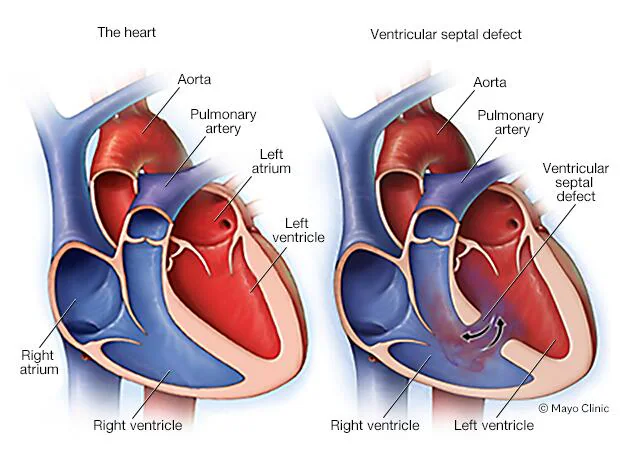 The heart
Aorta
Pulmonary
artery
Left
atrium
Left
ventricle
Right
atrium
Right ventricle
Ventricular septal defect
Aorta
Pulmonary
artery
Ventricular
septal
defect
Right ventricle
Left ventricle
© Mayo Clinic